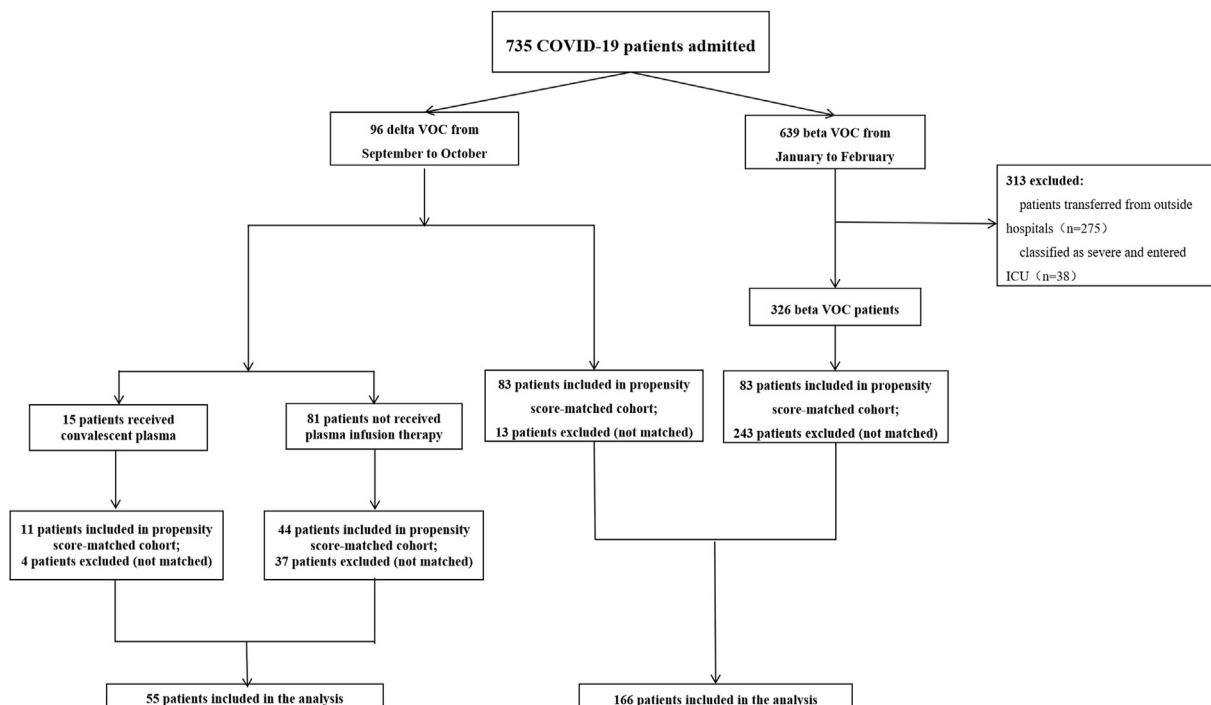 735 COVID-19 patients admitted
96 delta VOC from
September to October
639 beta VOC from
January to February
313 excluded:
patients transferred from outside
hospitals（n=275）
classified as severe and entered
ICU（n=38）
326 beta VOC patients
83 patients included in propensity
score-matched cohort;
13 patients excluded (not matched)
83 patients included in propensity
score-matched cohort;
243 patients excluded (not matched)
15 patients received
convalescent plasma
81 patients not received
plasma infusion therapy
11 patients included in propensity
score-matched cohort;
4 patients excluded (not matched)
44 patients included in propensity
score-matched cohort;
37 patients excluded (not matched)
55 patients included in the analysis
166 patients included in the analysis